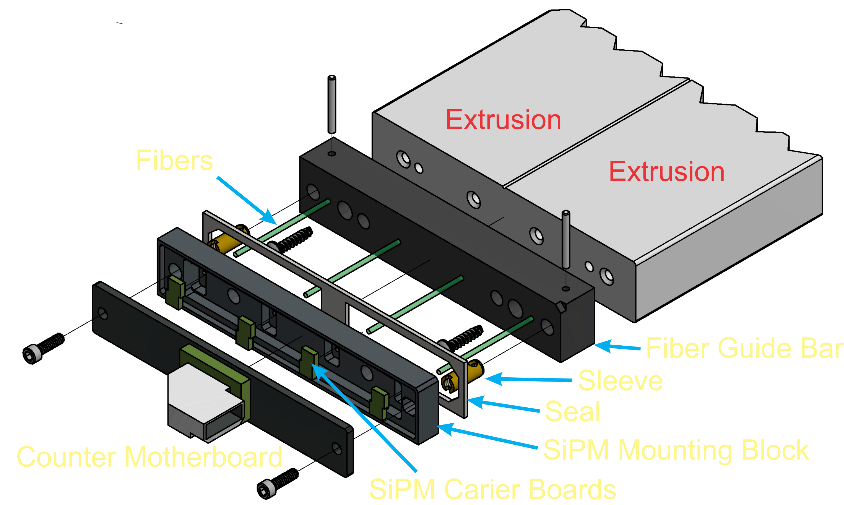 Extrusion
Fibers
Extrusion
Fiber Guide Bar
Sleeve
Seal
SiPM Mounting Block
Counter Motherboard
SiPM Carier Boards